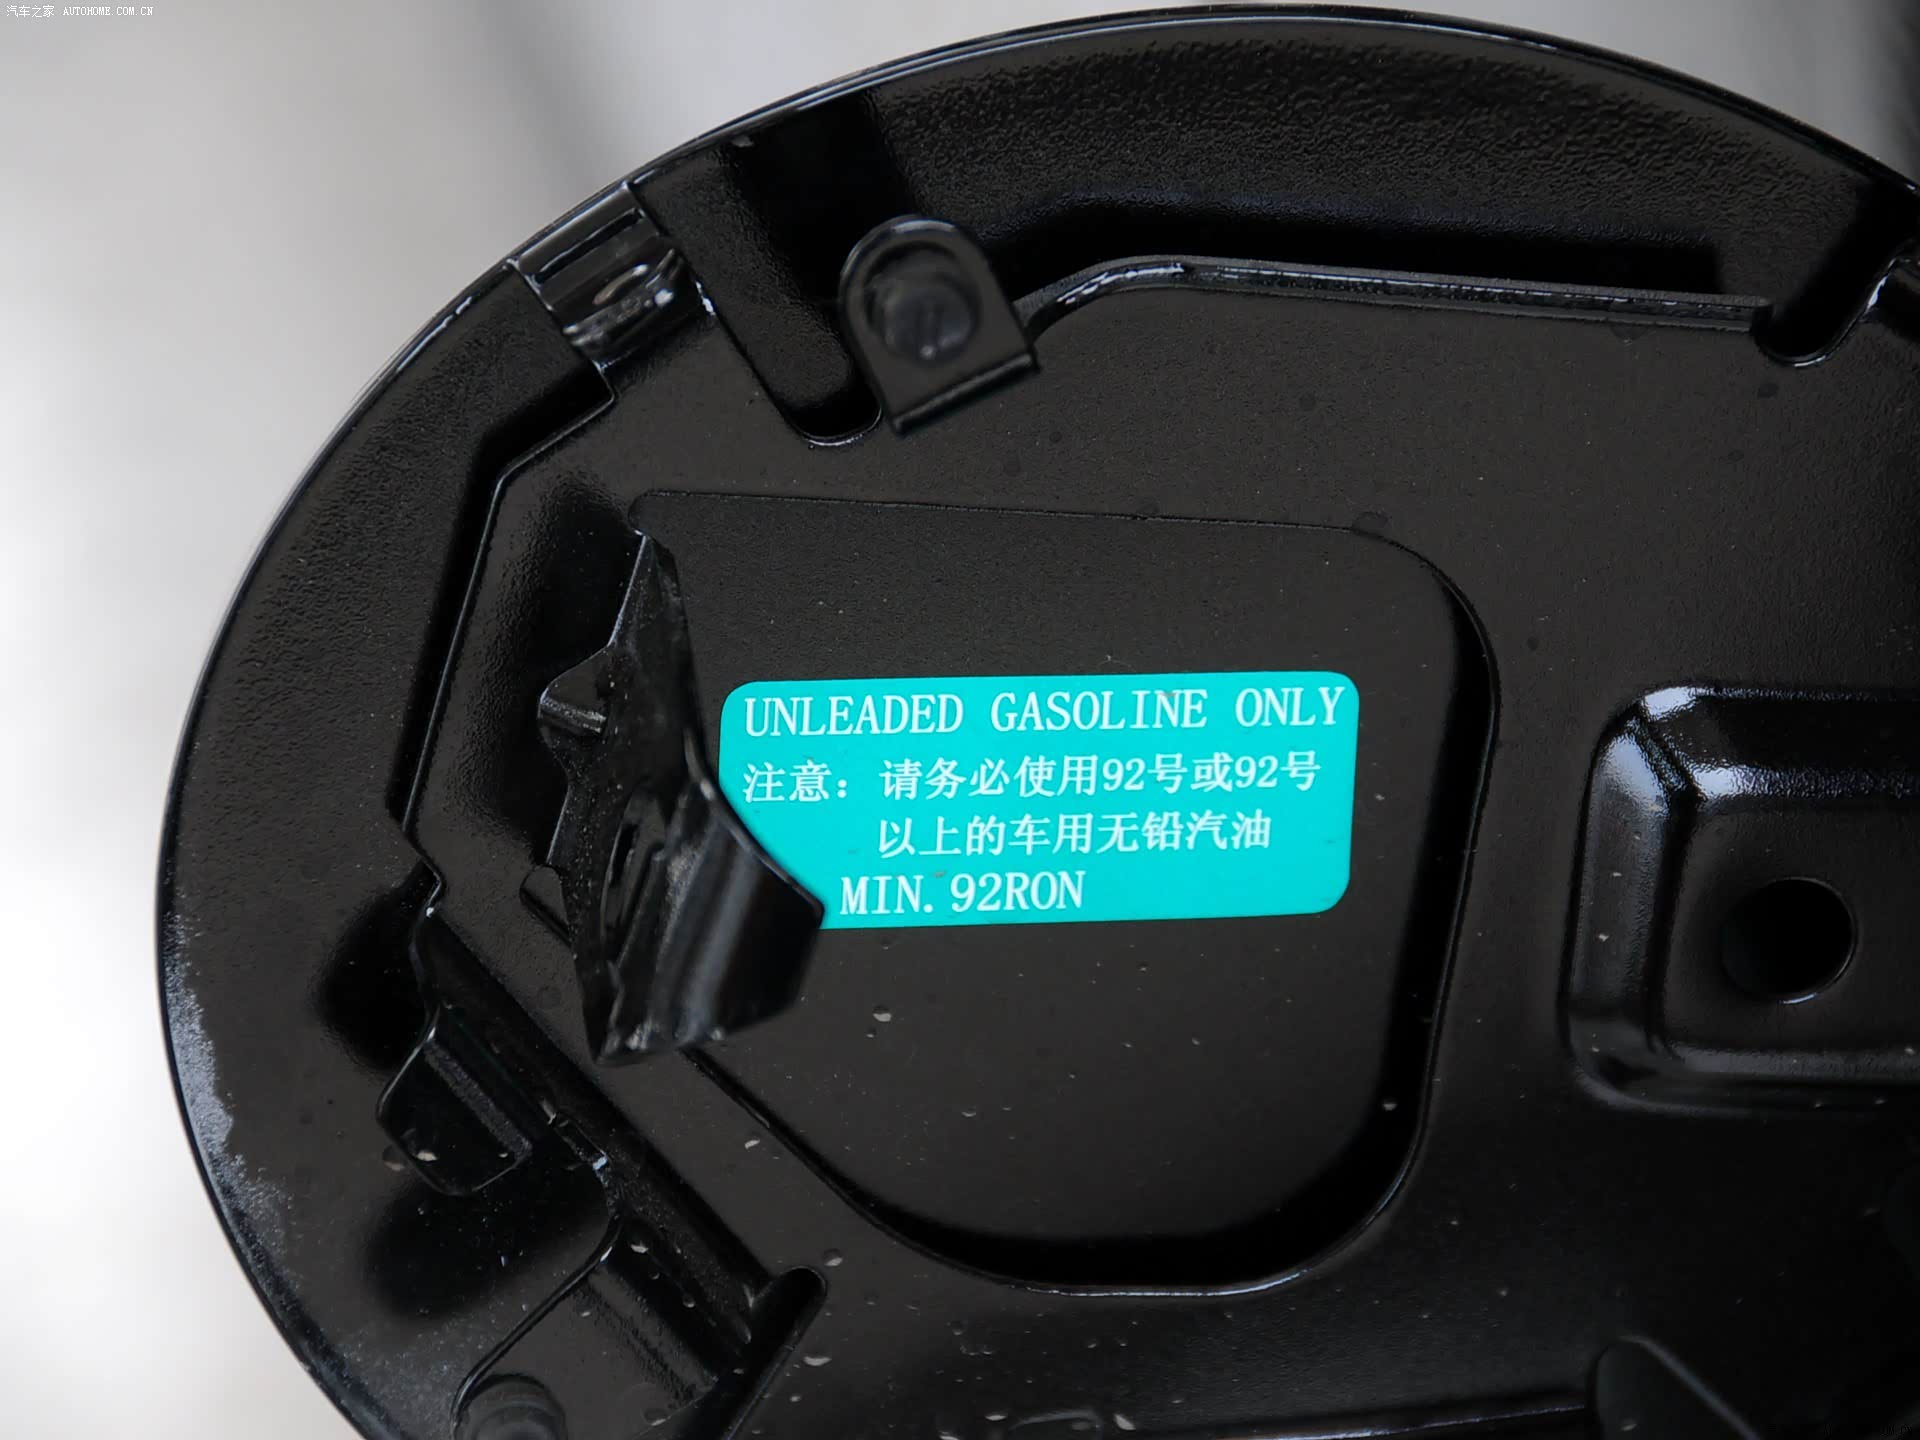 汽车之家 AUTOHOME.COM.CN
UNLEADED GASOLINE ONLY
注意：请务必使用92号或92号
以上的车用无铅汽油
MIN. 92RON